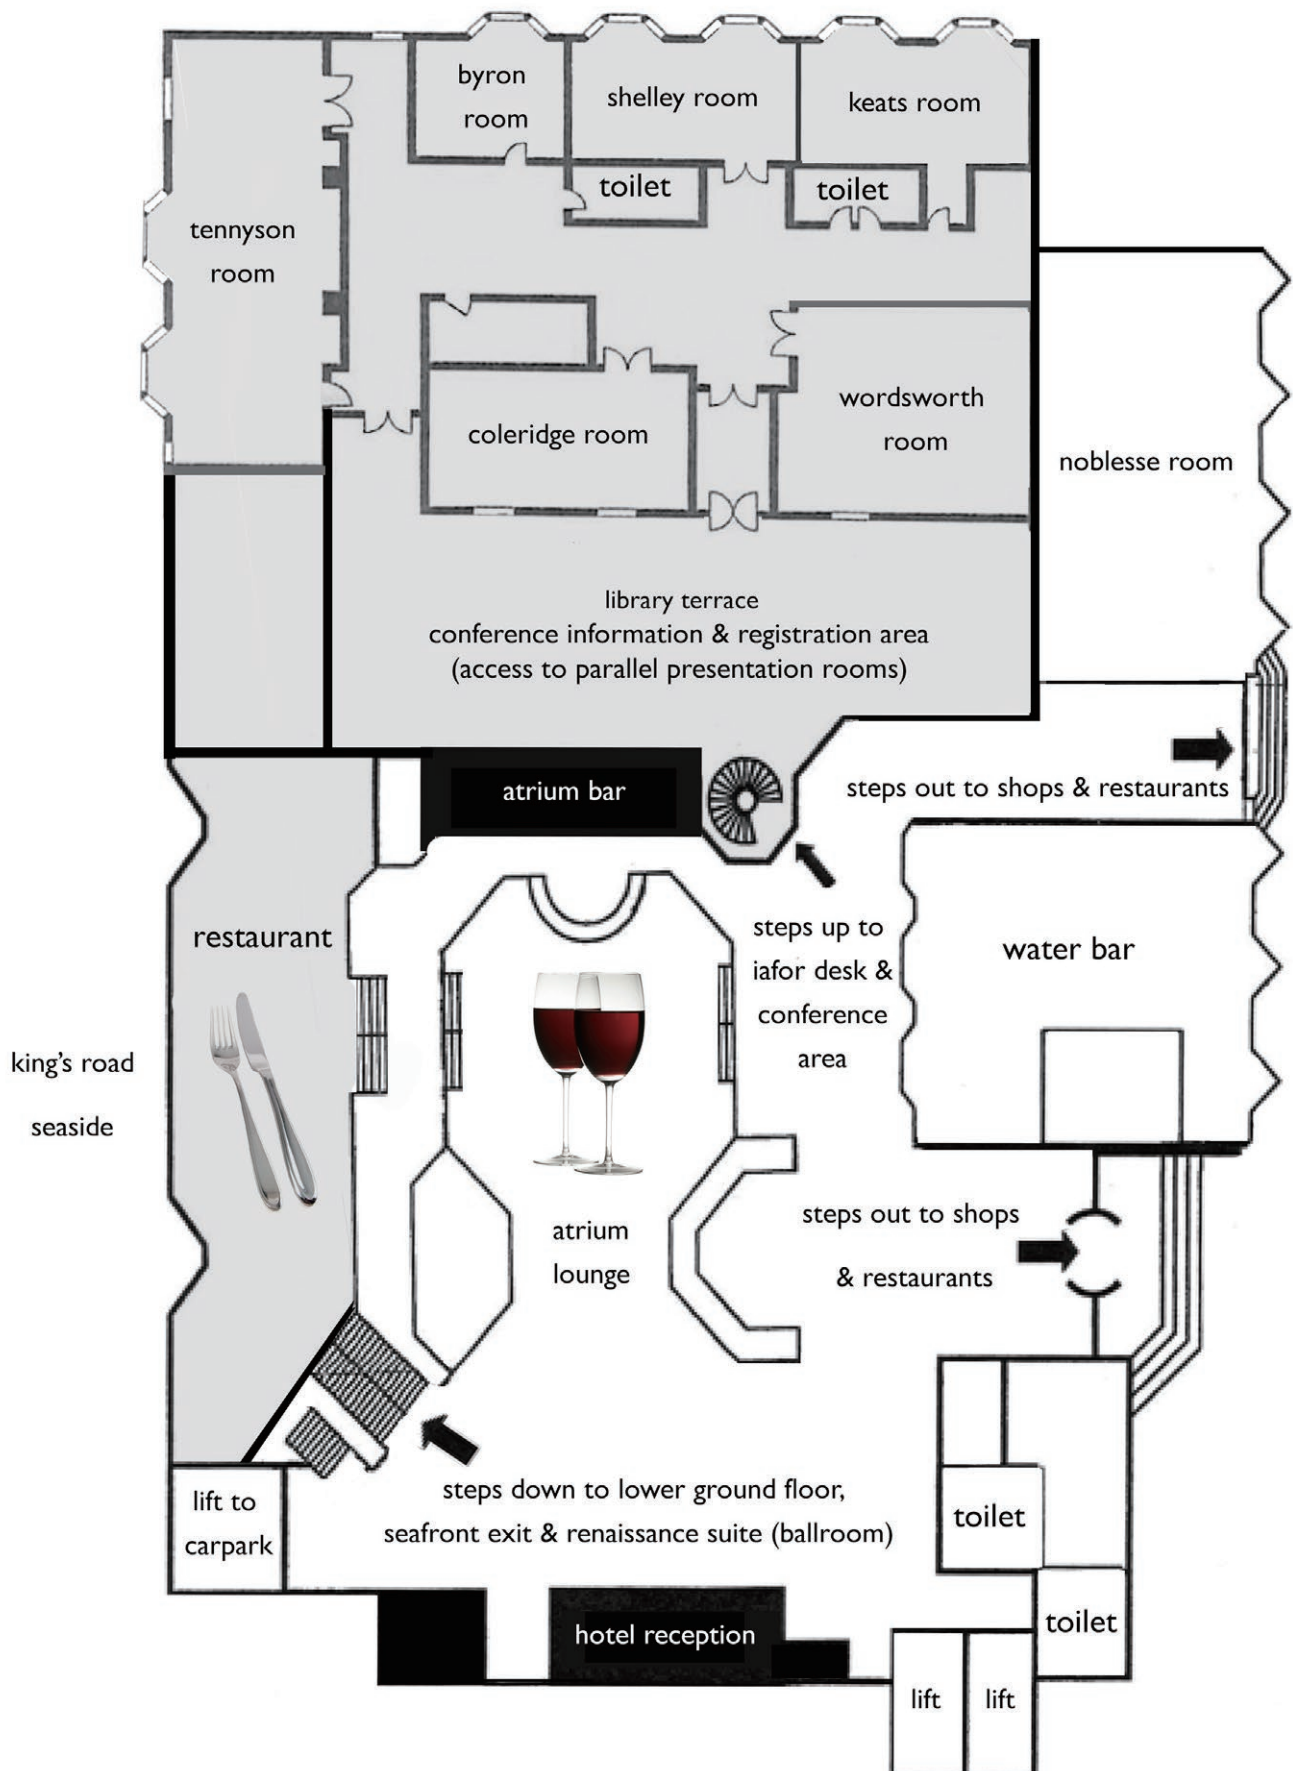 byron
room
shelley room
keats room
toilet
toilet
tennyson
room
wordsworth
room
coleridge room
noblesse room
library terrace
conference information & registration area
(access to parallel presentation rooms)
atrium bar
steps out to shops & restaurants
restaurant
steps up to
iafor desk &
conference
area
water bar
king's road
seaside
atrium
lounge
steps out to shops
& restaurants
lift to
carpark
steps down to lower ground floor,
seafront exit & renaissance suite (ballroom)
toilet
toilet
hotel reception
lift
lift